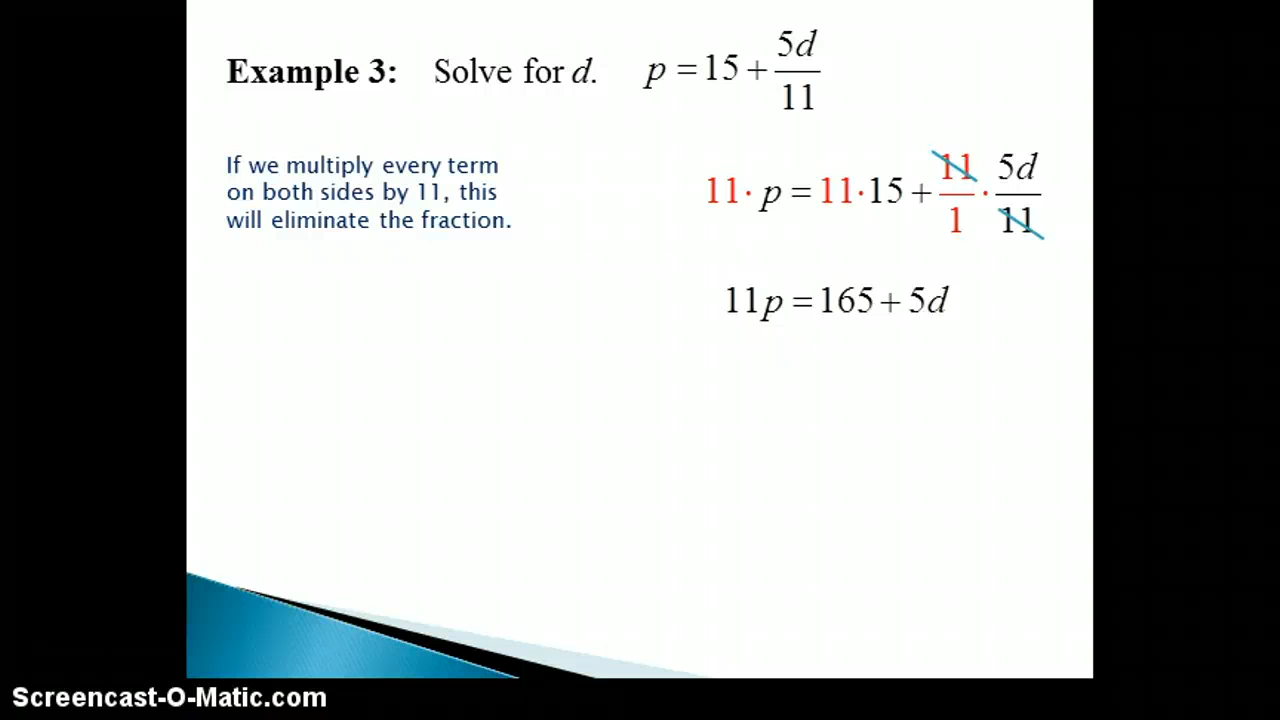 Example 3: Solve for d. p = 15 + 5d/11
If we multiply every term
on both sides by 11, this
will eliminate the fraction.
11 · p = 11 · 15 + 11/1 · 5d/11
11p = 165 + 5d
Screencast-O-Matic.com